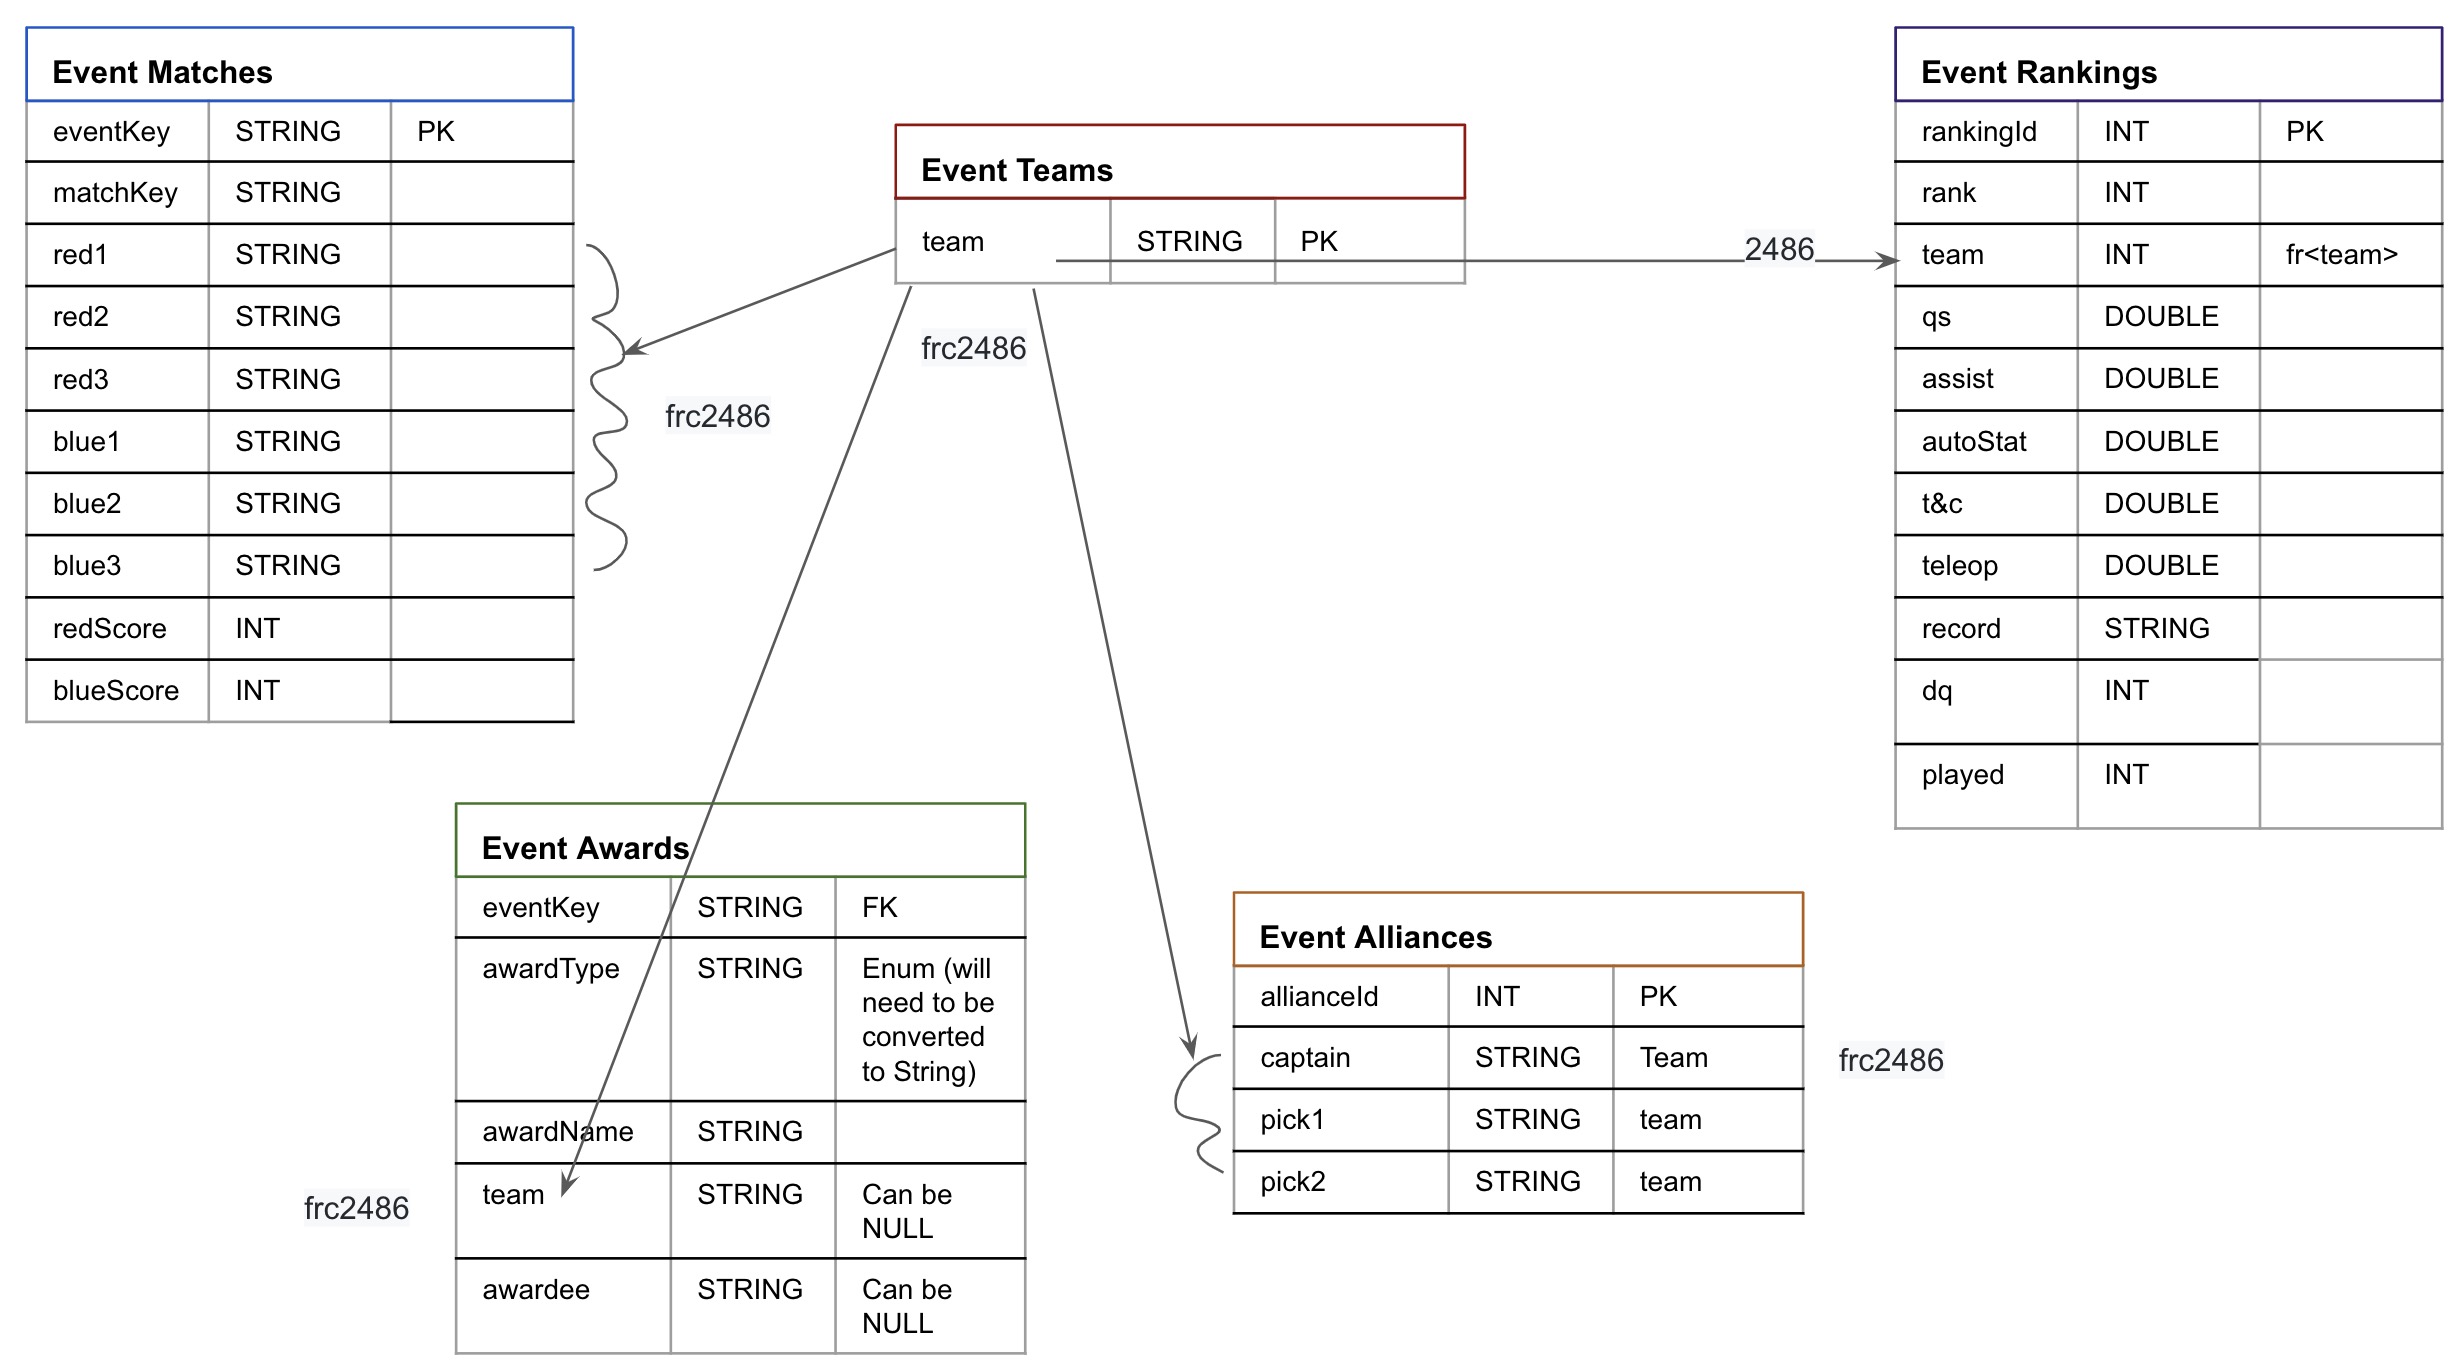 Event Matches
eventKey STRING PK
matchKey STRING
red1 STRING
red2 STRING
red3 STRING
blue1 STRING
blue2 STRING
blue3 STRING
redScore INT
blueScore INT
frc2486
Event Teams
team STRING PK
frc2486
2486
Event Rankings
rankingId INT PK
rank INT
team INT fr<team>
qs DOUBLE
assist DOUBLE
autoStat DOUBLE
t&c DOUBLE
teleop DOUBLE
record STRING
dq INT
played INT
Event Awards
eventKey STRING FK
awardType STRING Enum (will
need to be
converted
to String)
awardName STRING
team STRING Can be
NULL
awardee STRING Can be
NULL
frc2486
Event Alliances
allianceId INT PK
captain STRING Team
pick1 STRING team
pick2 STRING team
frc2486